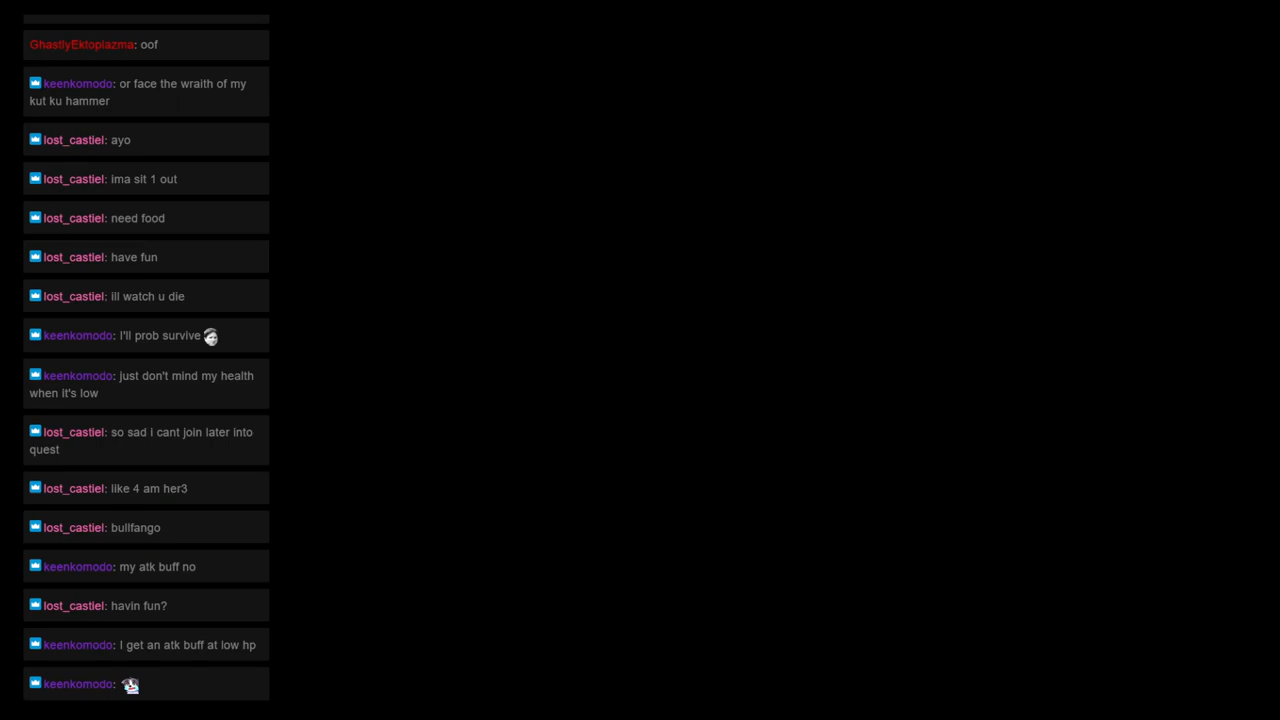 GhastlyEktoplazma: oof
keenkomodo: or face the wraith of my
kut ku hammer
lost_castiel: ayo
lost_castiel: ima sit 1 out
lost_castiel: need food
lost_castiel: have fun
lost_castiel: ill watch u die
keenkomodo: I'll prob survive
keenkomodo: just don't mind my health
when it's low
lost_castiel: so sad i cant join later into
quest
lost_castiel: like 4 am her3
lost_castiel: bullfango
keenkomodo: my atk buff no
lost_castiel: havin fun?
keenkomodo: I get an atk buff at low hp
keenkomodo: